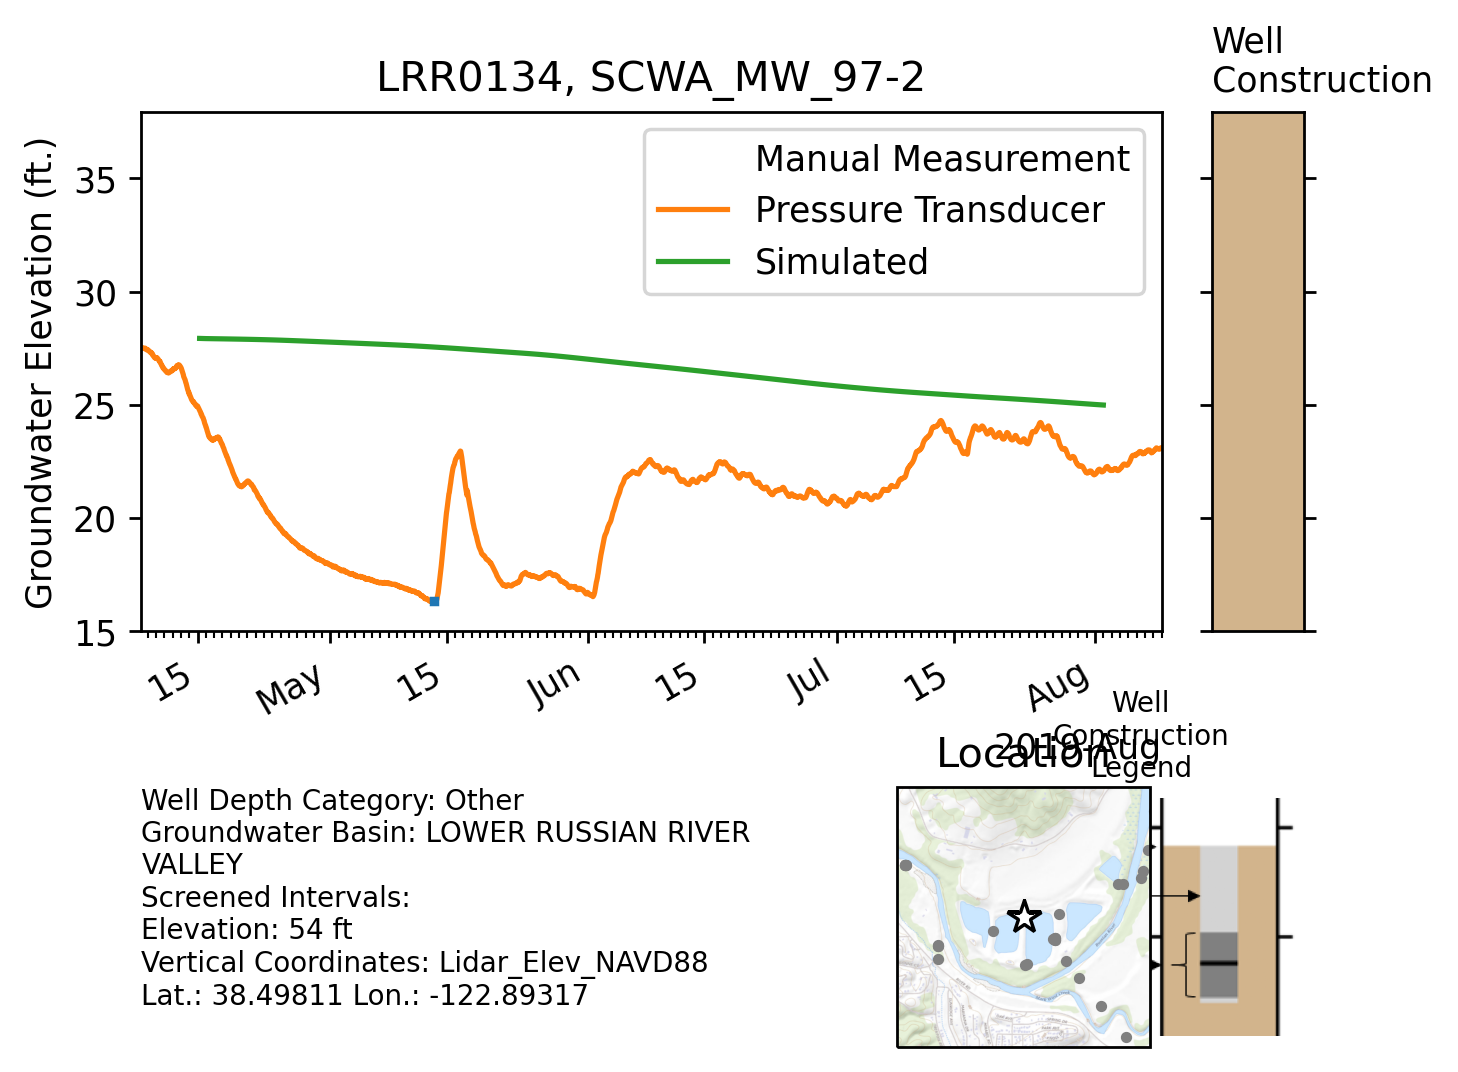 Well
Construction
LRR0134, SCWA_MW_97-2
Groundwater Elevation (ft.)
35
30
25
20
15
Manual Measurement
Pressure Transducer
Simulated
15
May
15
Jun
15
Jul
15
Aug
2019-Aug
Location
Well
Construction
Legend
Well Depth Category: Other
Groundwater Basin: LOWER RUSSIAN RIVER
VALLEY
Screened Intervals:
Elevation: 54 ft
Vertical Coordinates: Lidar_Elev_NAVD88
Lat.: 38.49811 Lon.: -122.89317